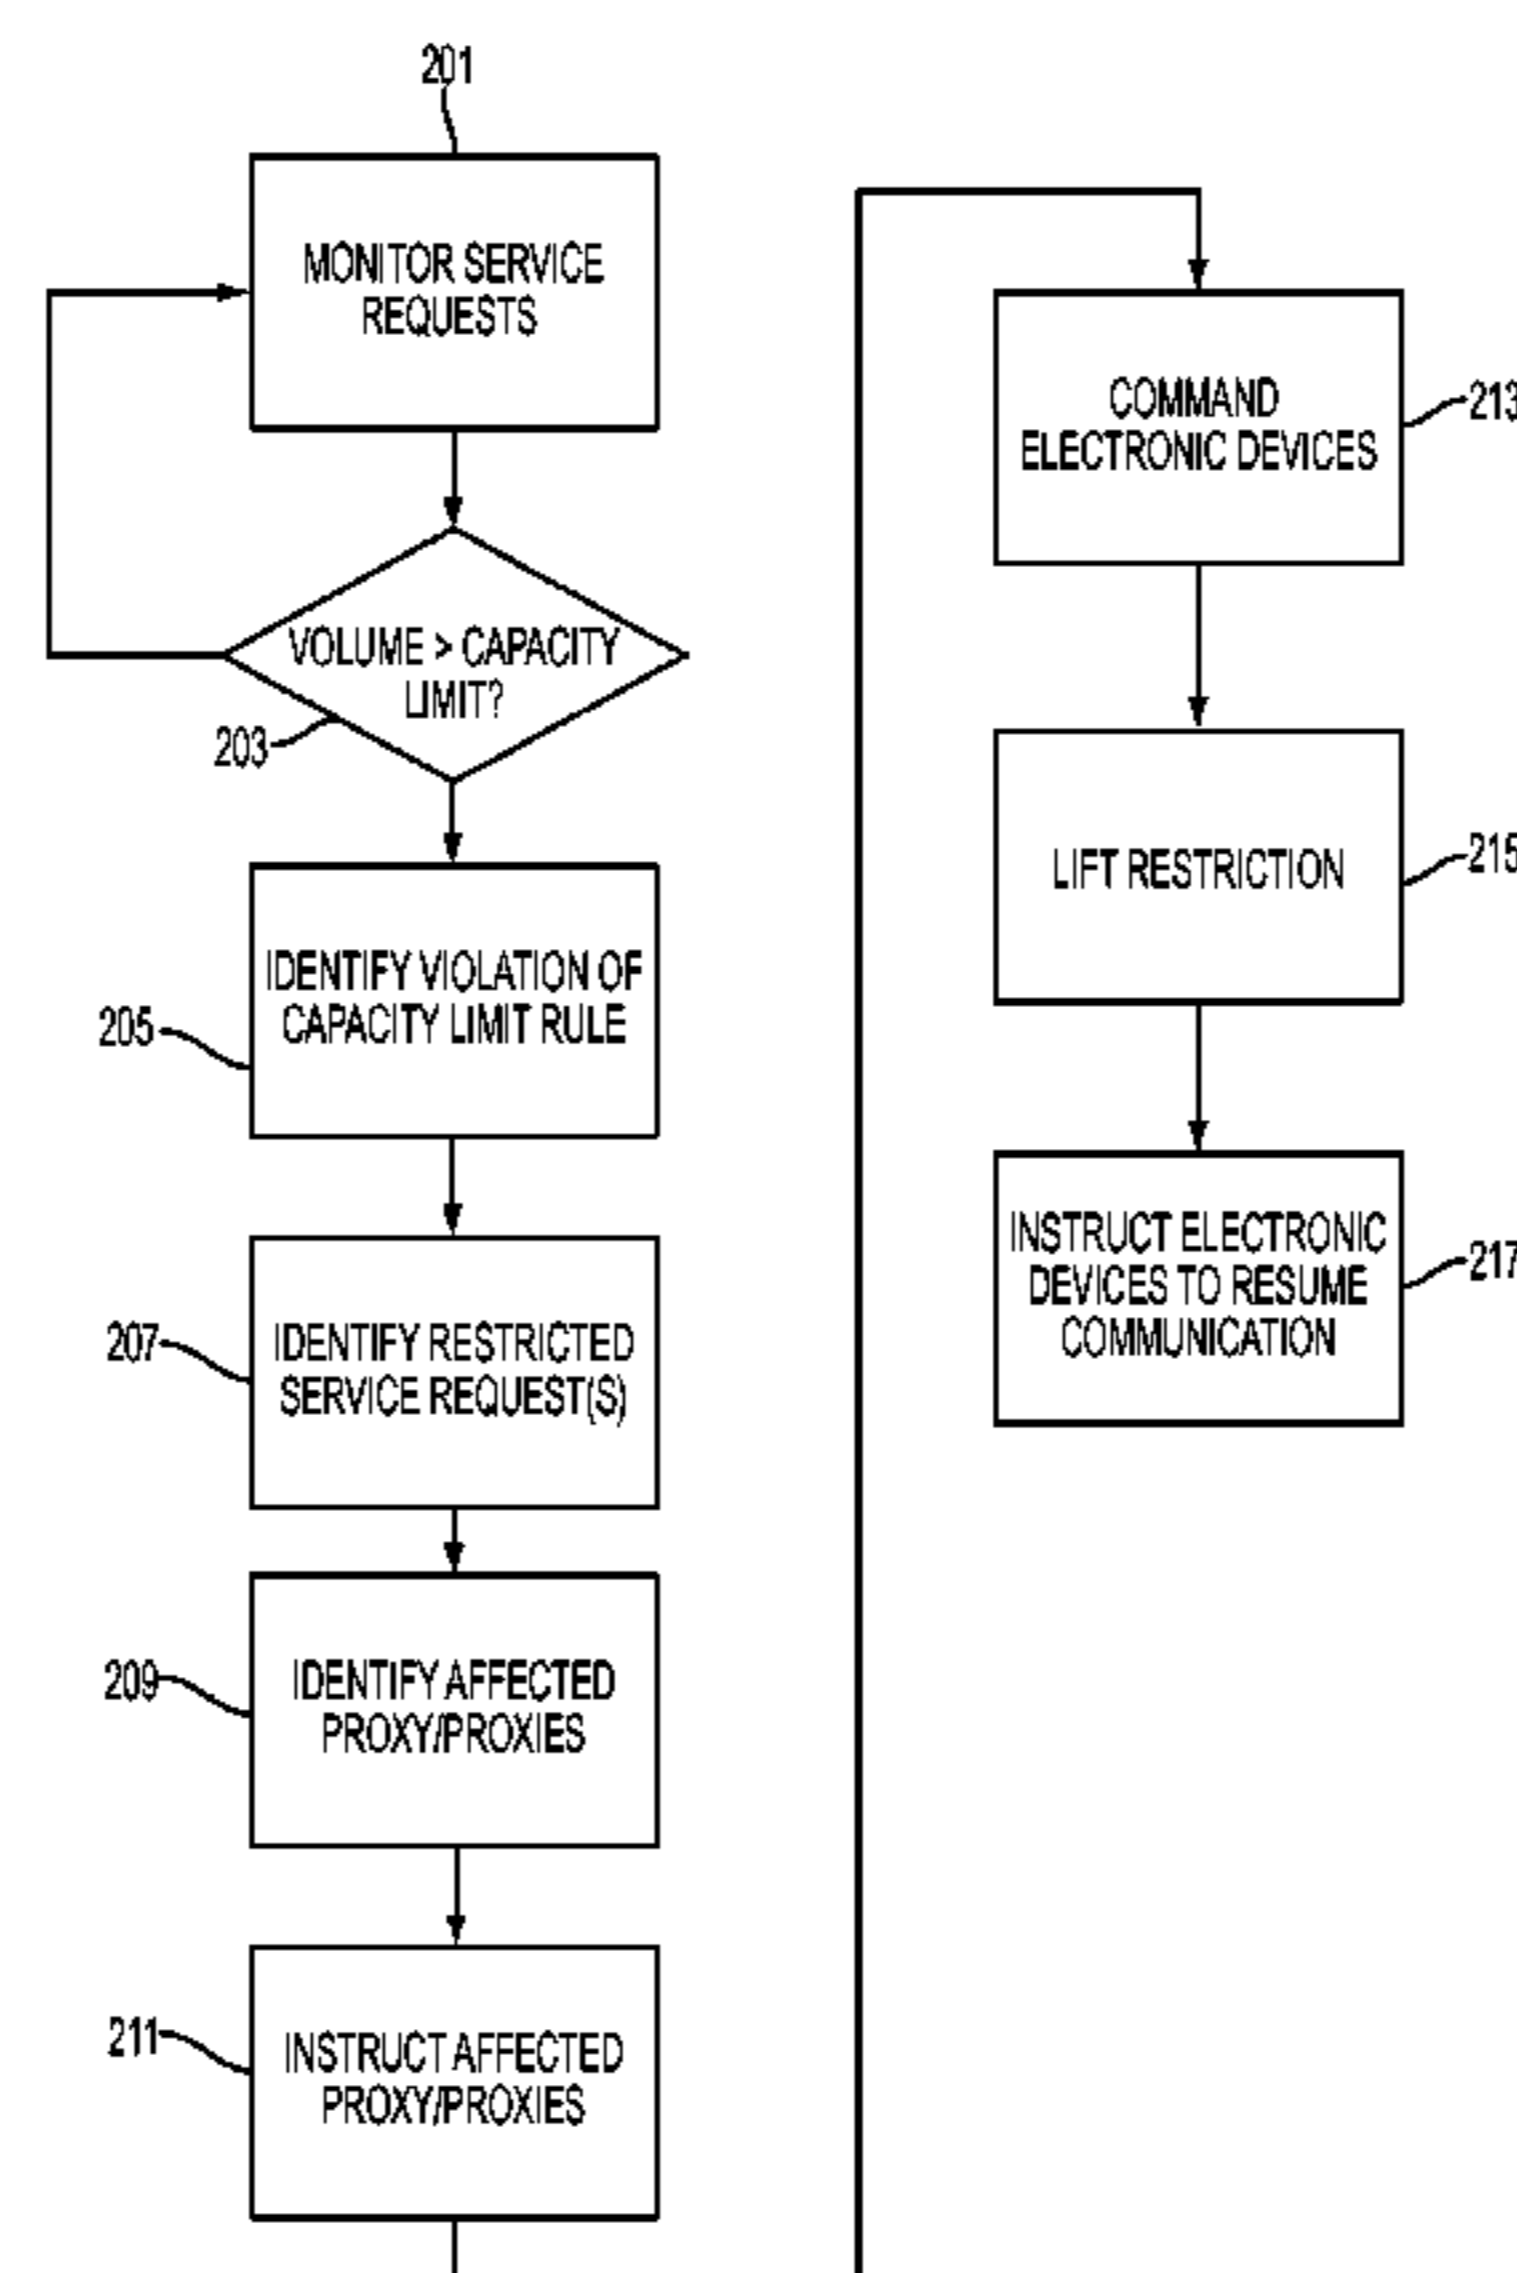 201
MONITOR SERVICE
REQUESTS
VOLUME > CAPACITY
LIMIT?
203
IDENTIFY VIOLATION OF
CAPACITY LIMIT RULE
205
IDENTIFY RESTRICTED
SERVICE REQUEST(S)
207
IDENTIFY AFFECTED
PROXY/PROXIES
209
INSTRUCT AFFECTED
PROXY/PROXIES
211
COMMAND
ELECTRONIC DEVICES
213
LIFT RESTRICTION
215
INSTRUCT ELECTRONIC
DEVICES TO RESUME
COMMUNICATION
217